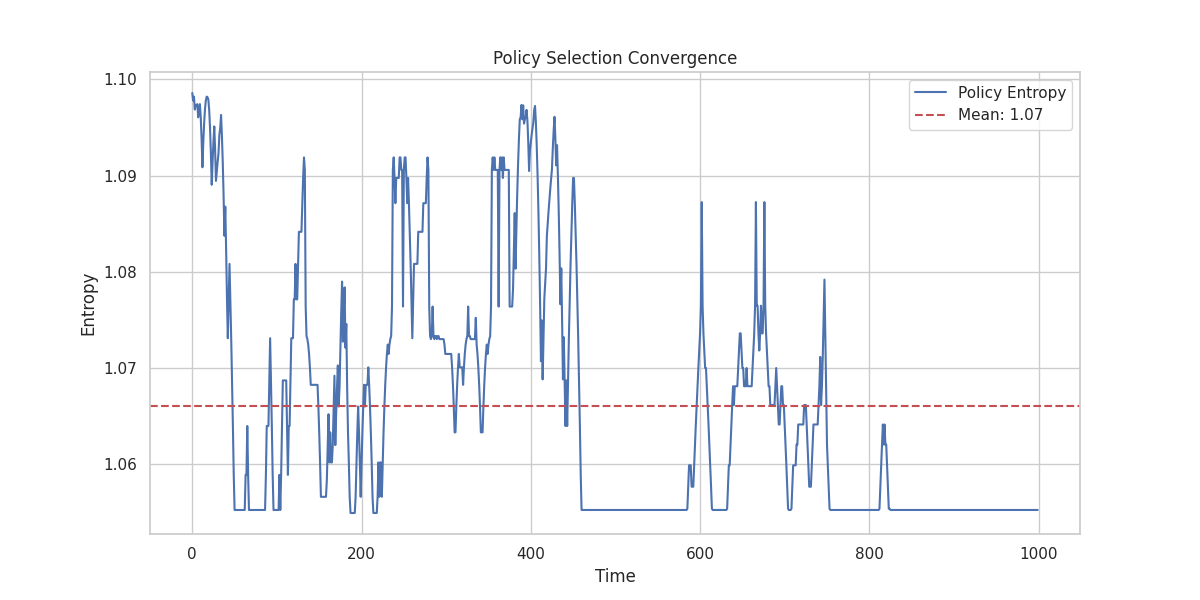 Policy Selection Convergence
Policy Entropy
Mean: 1.07
Entropy
1.10
1.09
1.08
1.07
1.06
0
200
400
600
800
1000
Time